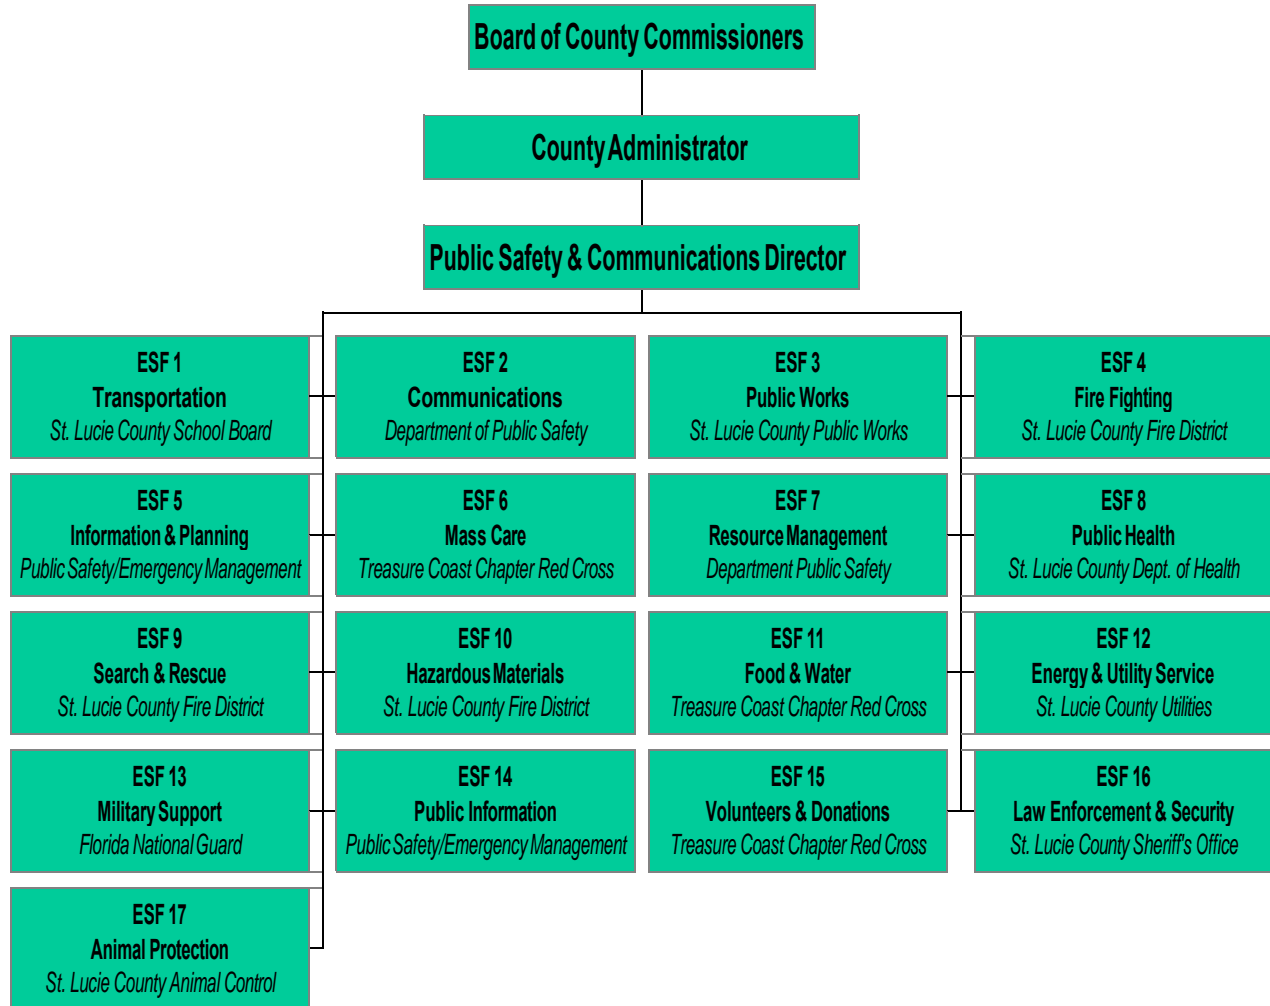 Board of County Commissioners
County Administrator
Public Safety & Communications Director
ESF 1
Transportation
St. Lucie County School Board
ESF 2
Communications
Department of Public Safety
ESF 3
Public Works
St. Lucie County Public Works
ESF 4
Fire Fighting
St. Lucie County Fire District
ESF 5
Information & Planning
Public Safety/Emergency Management
ESF 6
Mass Care
Treasure Coast Chapter Red Cross
ESF 7
Resource Management
Department Public Safety
ESF 8
Public Health
St. Lucie County Dept. of Health
ESF 9
Search & Rescue
St. Lucie County Fire District
ESF 10
Hazardous Materials
St. Lucie County Fire District
ESF 11
Food & Water
Treasure Coast Chapter Red Cross
ESF 12
Energy & Utility Service
St. Lucie County Utilities
ESF 13
Military Support
Florida National Guard
ESF 14
Public Information
Public Safety/Emergency Management
ESF 15
Volunteers & Donations
Treasure Coast Chapter Red Cross
ESF 16
Law Enforcement & Security
St. Lucie County Sheriff's Office
ESF 17
Animal Protection
St. Lucie County Animal Control